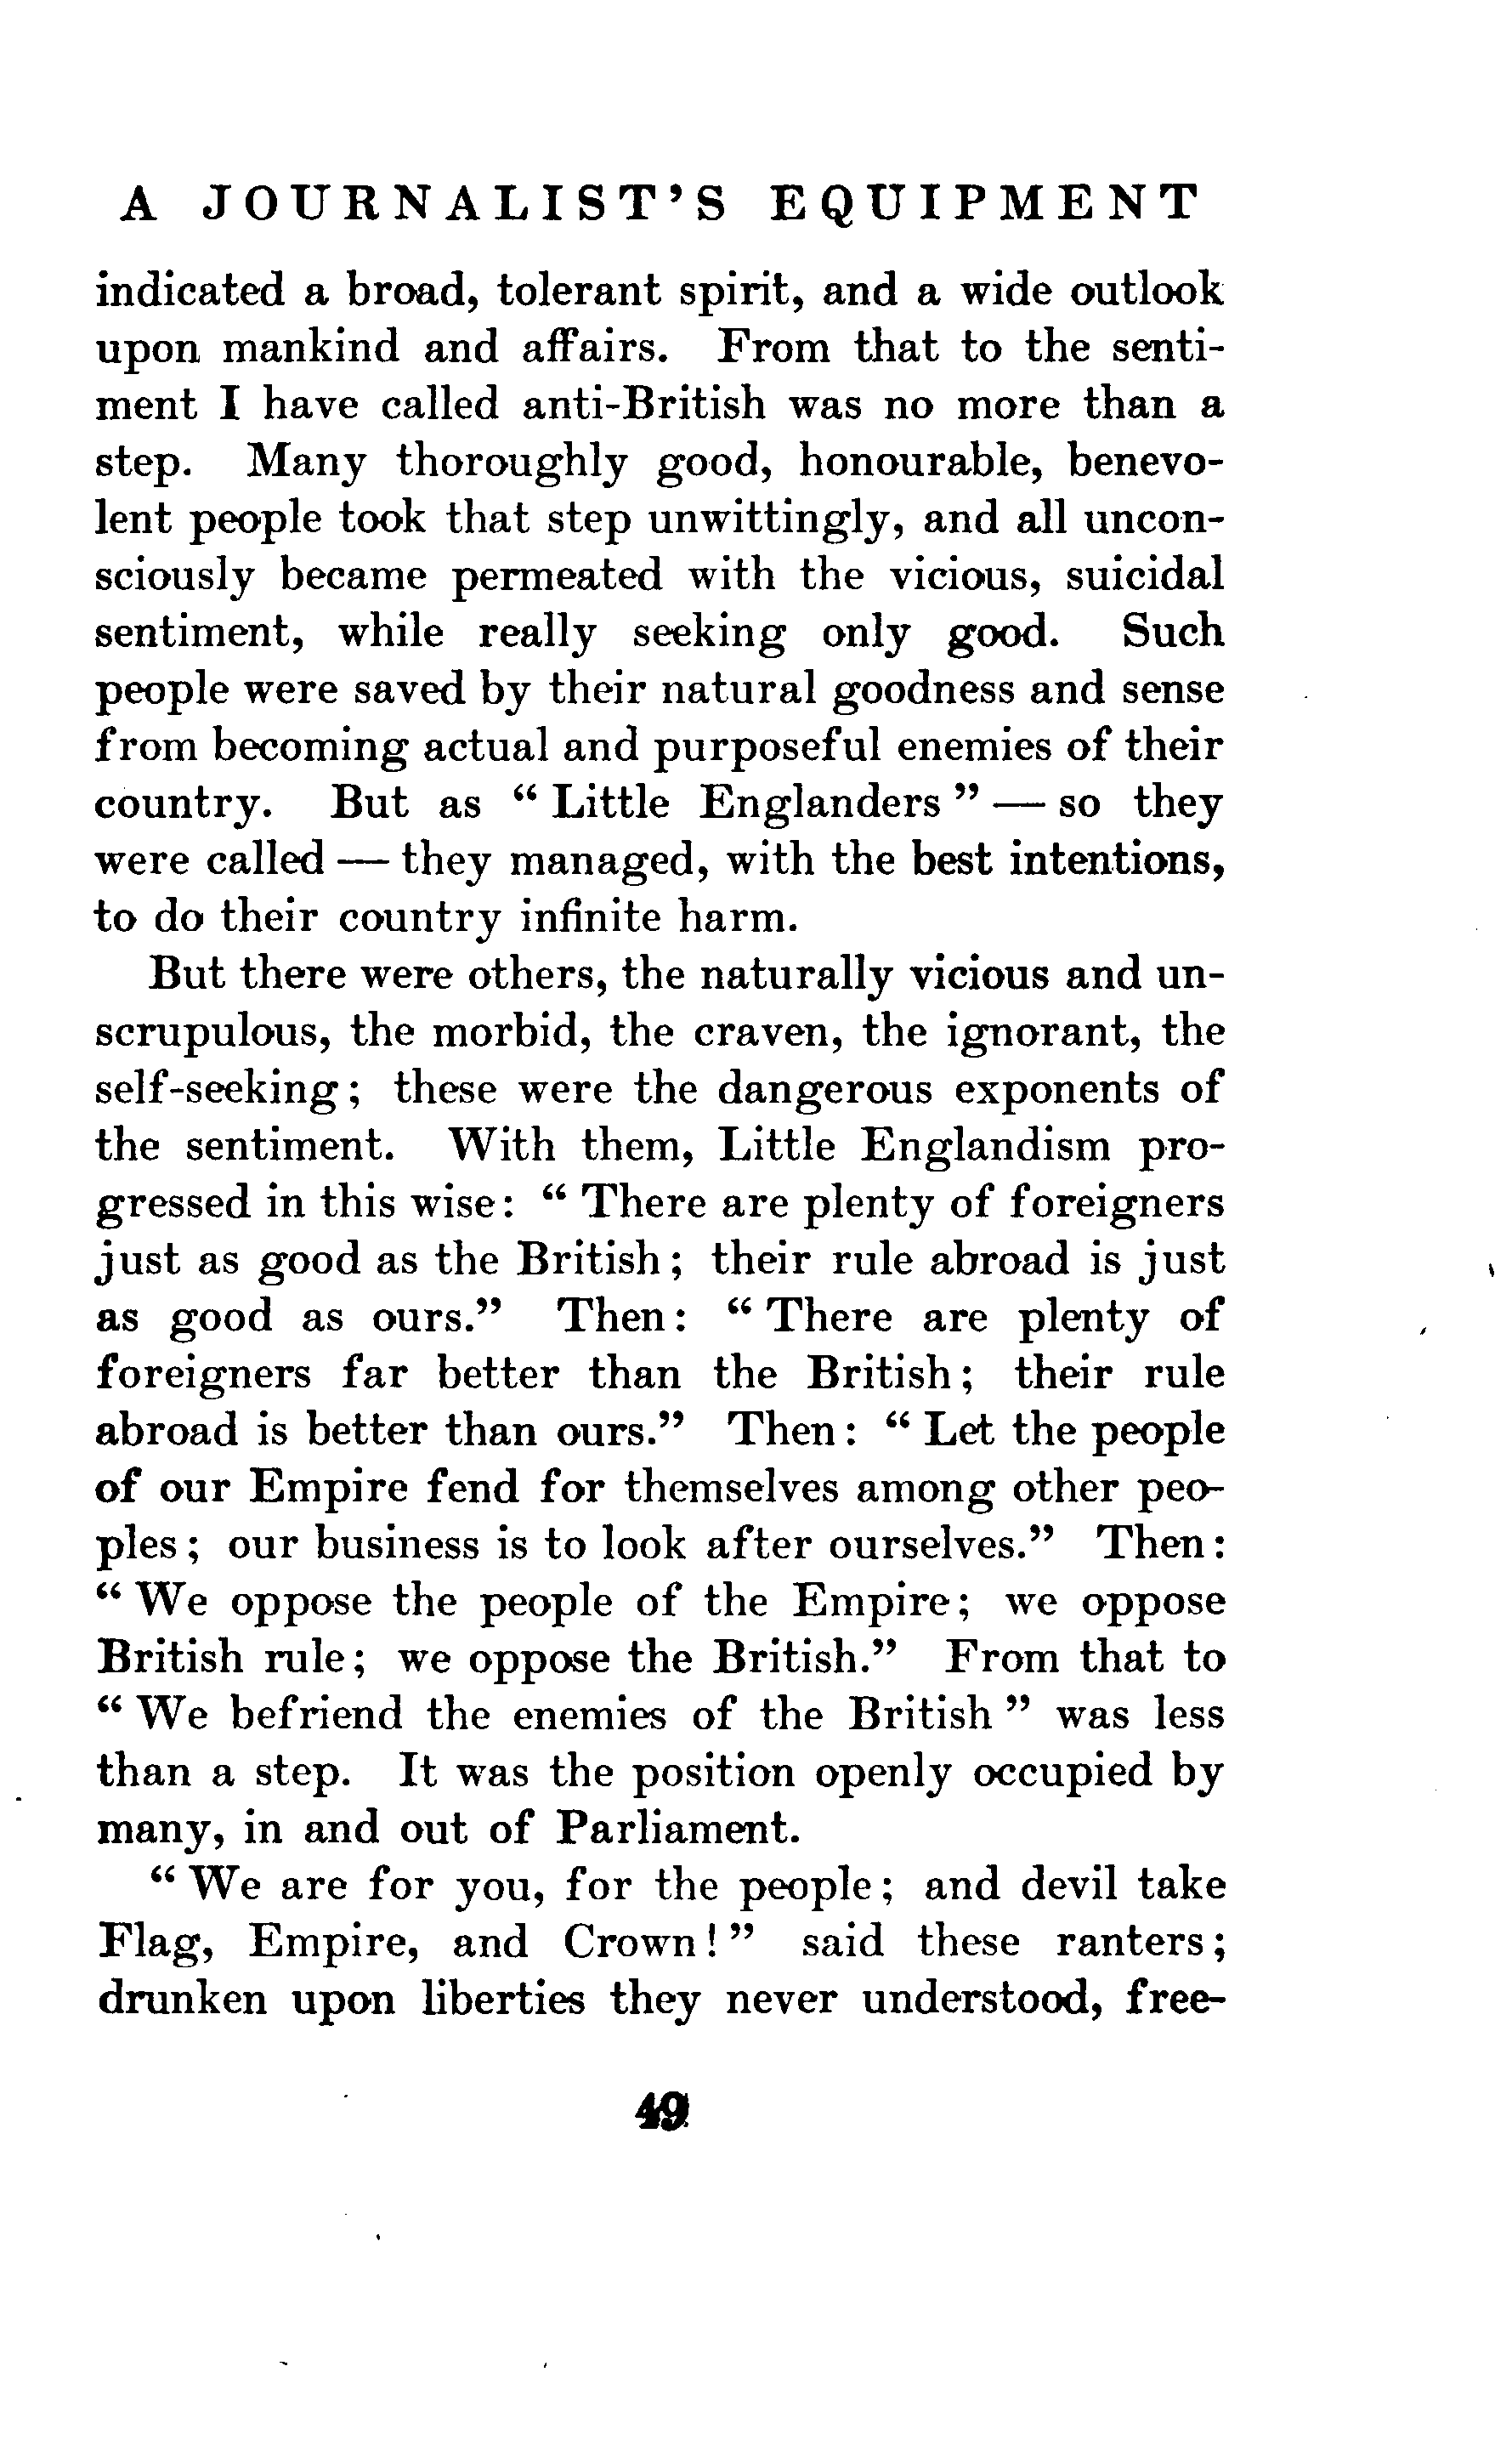 A JOURNALIST'S EQUIPMENT
indicated a broad, tolerant spirit, and a wide outlook
upon mankind and affairs. From that to the senti-
ment I have called anti-British was no more than a
step. Many thoroughly good, honourable, benevo-
lent people took that step unwittingly, and all uncon-
sciously became permeated with the vicious, suicidal
sentiment, while really seeking only good. Such
people were saved by their natural goodness and sense
from becoming actual and purposeful enemies of their
country. But as “ Little Englanders ” — so they
were called — they managed, with the best intentions,
to do their country infinite harm.
But there were others, the naturally vicious and un-
scrupulous, the morbid, the craven, the ignorant, the
self-seeking ; these were the dangerous exponents of
the sentiment. With them, Little Englandism pro-
gressed in this wise : “ There are plenty of foreigners
just as good as the British ; their rule abroad is just
as good as ours.” Then : “ There are plenty of
foreigners far better than the British ; their rule
abroad is better than ours.” Then : “ Let the people
of our Empire fend for themselves among other peo-
ples ; our business is to look after ourselves.” Then :
“ We oppose the people of the Empire ; we oppose
British rule ; we oppose the British.” From that to
“ We befriend the enemies of the British ” was less
than a step. It was the position openly occupied by
many, in and out of Parliament.
“ We are for you, for the people ; and devil take
Flag, Empire, and Crown ! ” said these ranters ;
drunken upon liberties they never understood, free-
49